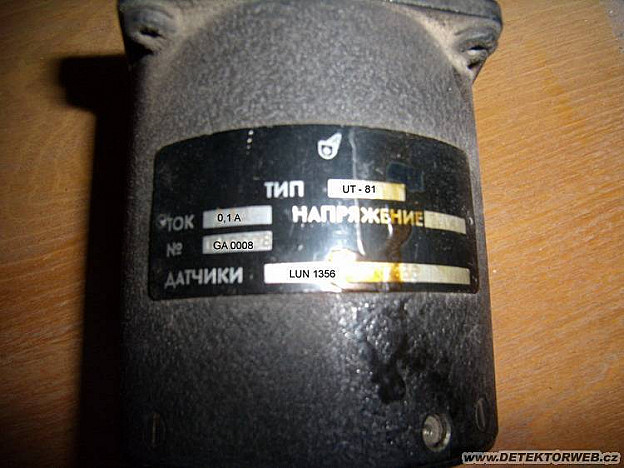 ТИП UT - 81
ТОК 0,1 A НАПРЯЖЕНИЕ
№ GA 0008
ДАТЧИКИ LUN 1356
www.DETEKTORWEB.cz